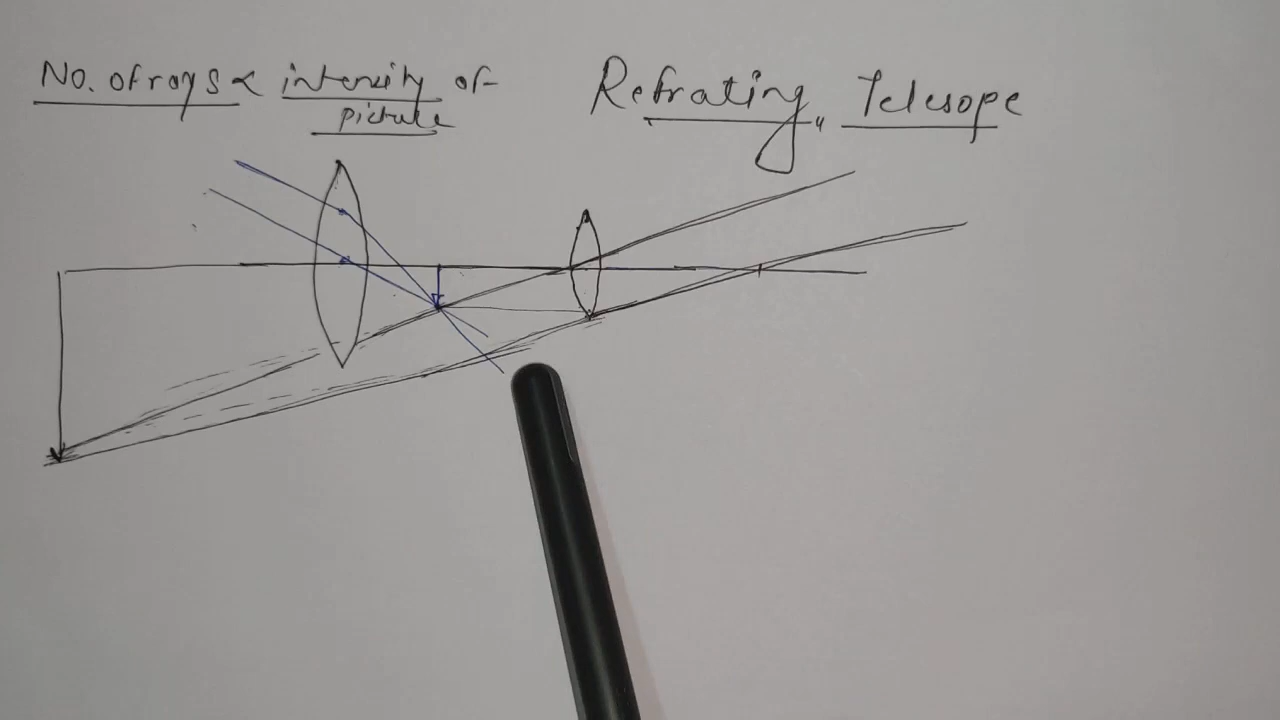 No. of rays ∝ intensity of
picture
Refrating Telesope